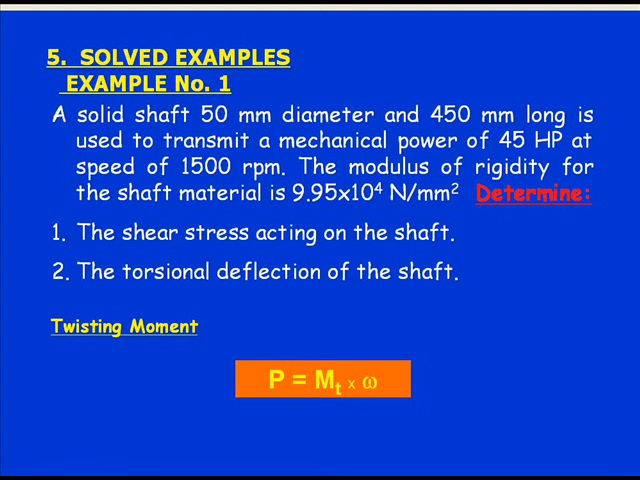 5. SOLVED EXAMPLES
EXAMPLE No. 1
A solid shaft 50 mm diameter and 450 mm long is
used to transmit a mechanical power of 45 HP at
speed of 1500 rpm. The modulus of rigidity for
the shaft material is 9.95x10⁴ N/mm² Determine:
1. The shear stress acting on the shaft.
2. The torsional deflection of the shaft.
Twisting Moment
P = Mₜ x ω